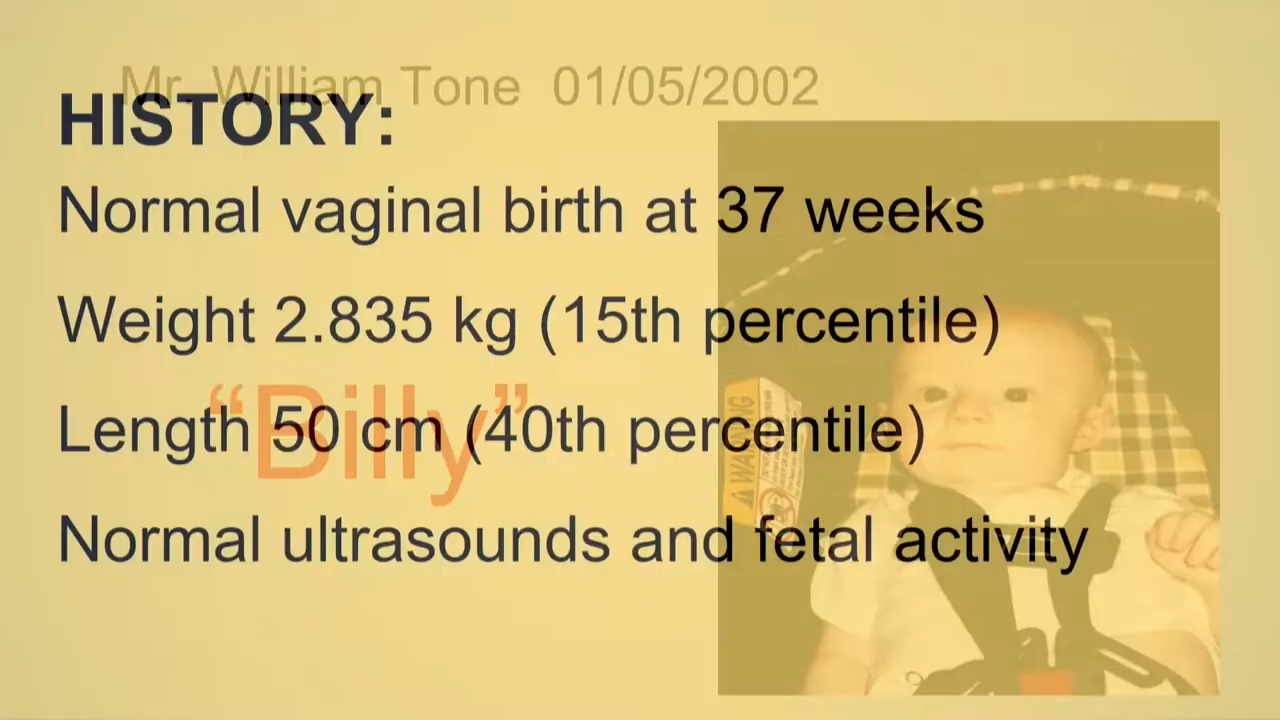 Mr. William Tone 01/05/2002
HISTORY:
Normal vaginal birth at 37 weeks
Weight 2.835 kg (15th percentile)
“Billy”
Length 50 cm (40th percentile)
WARNING
Normal ultrasounds and fetal activity